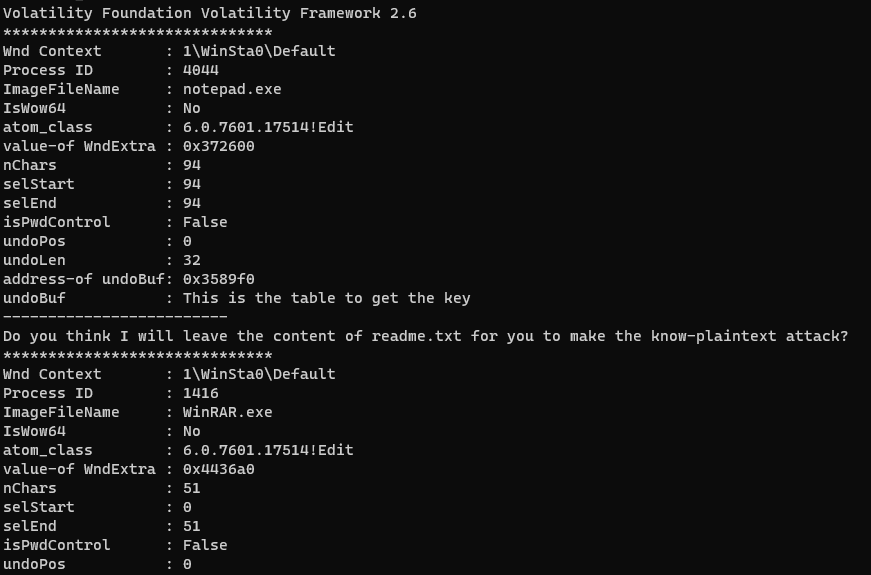 Volatility Foundation Volatility Framework 2.6
******************************
Wnd Context       : 1\WinSta0\Default
Process ID        : 4044
ImageFileName     : notepad.exe
IsWow64           : No
atom_class        : 6.0.7601.17514!Edit
value-of WndExtra : 0x372600
nChars            : 94
selStart          : 94
selEnd            : 94
isPwdControl      : False
undoPos           : 0
undoLen           : 32
address-of undoBuf: 0x3589f0
undoBuf           : This is the table to get the key
-------------------------
Do you think I will leave the content of readme.txt for you to make the know-plaintext attack?
******************************
Wnd Context       : 1\WinSta0\Default
Process ID        : 1416
ImageFileName     : WinRAR.exe
IsWow64           : No
atom_class        : 6.0.7601.17514!Edit
value-of WndExtra : 0x4436a0
nChars            : 51
selStart          : 0
selEnd            : 51
isPwdControl      : False
undoPos           : 0